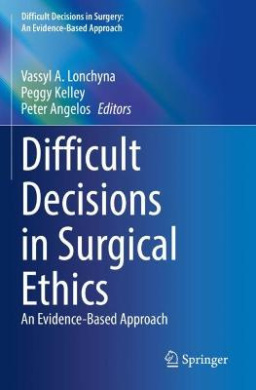 Difficult Decisions in Surgery:
An Evidence-Based Approach
Vassyl A. Lonchyna
Peggy Kelley
Peter Angelos Editors
Difficult
Decisions
in Surgical
Ethics
An Evidence-Based Approach
Springer